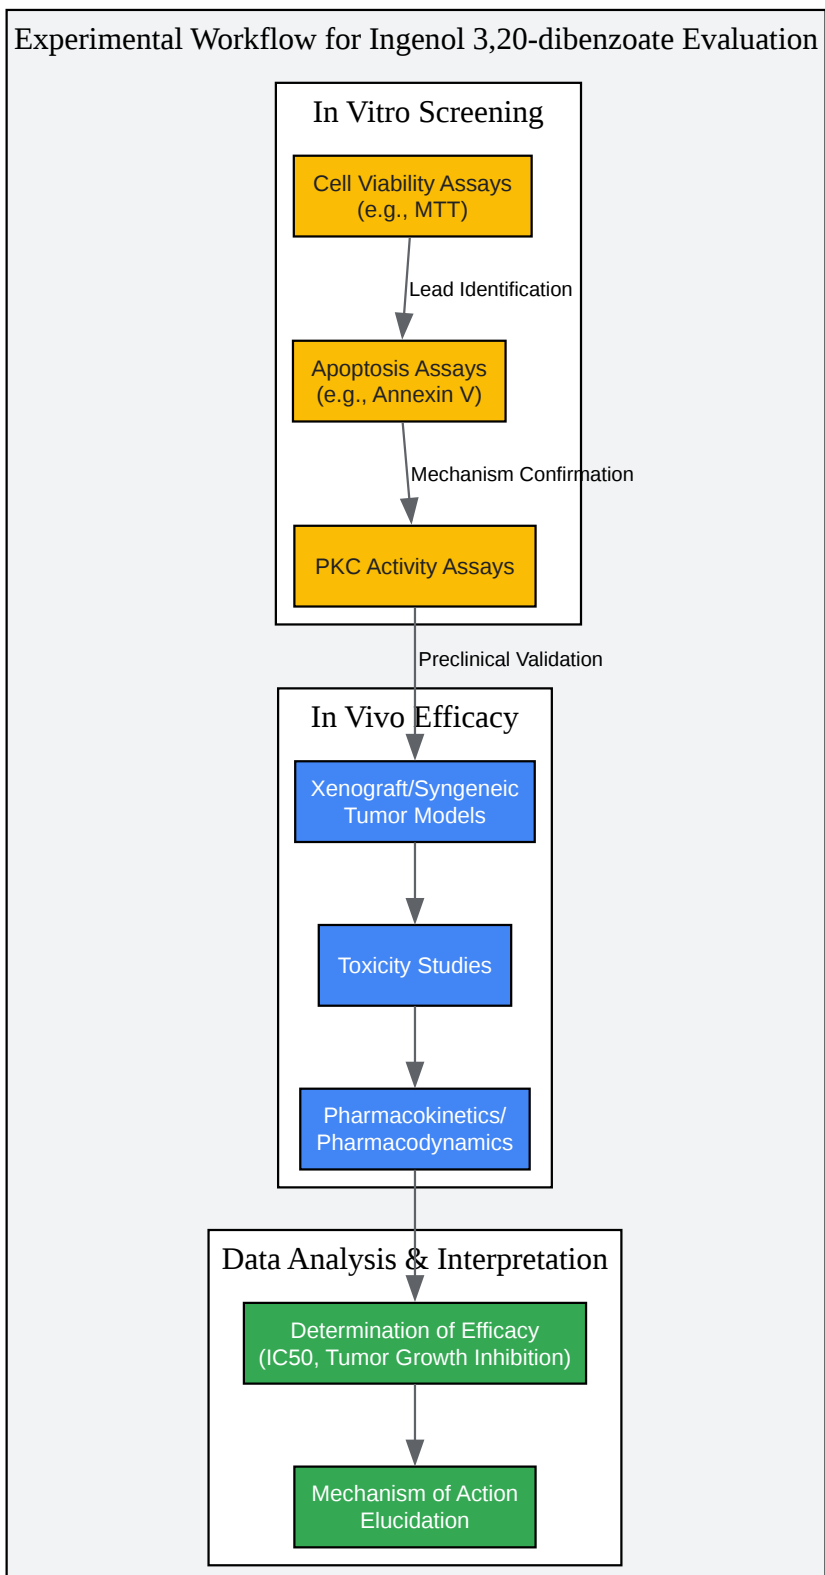 Experimental Workflow for Ingenol 3,20-dibenzoate Evaluation
In Vitro Screening
Cell Viability Assays
(e.g., MTT)
Lead Identification
Apoptosis Assays
(e.g., Annexin V)
Mechanism Confirmation
PKC Activity Assays
Preclinical Validation
In Vivo Efficacy
Xenograft/Syngeneic
Tumor Models
Toxicity Studies
Pharmacokinetics/
Pharmacodynamics
Data Analysis & Interpretation
Determination of Efficacy
(IC50, Tumor Growth Inhibition)
Mechanism of Action
Elucidation